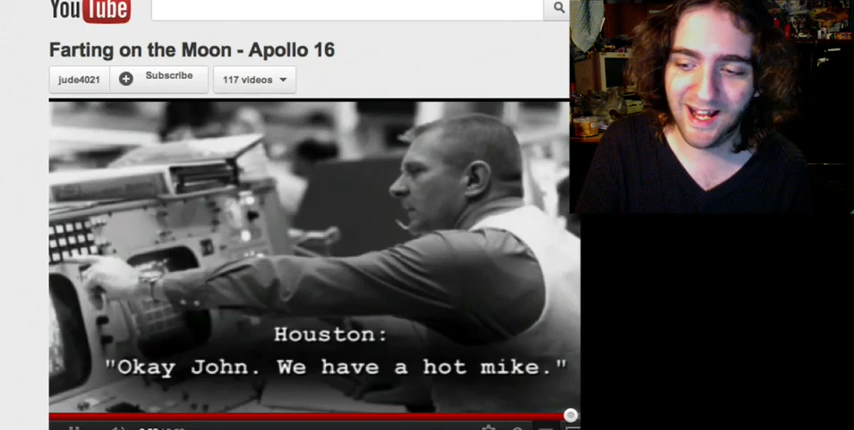 YouTube
Farting on the Moon - Apollo 16
jude4021
Subscribe
117 videos
Houston:
"Okay John. We have a hot mike."